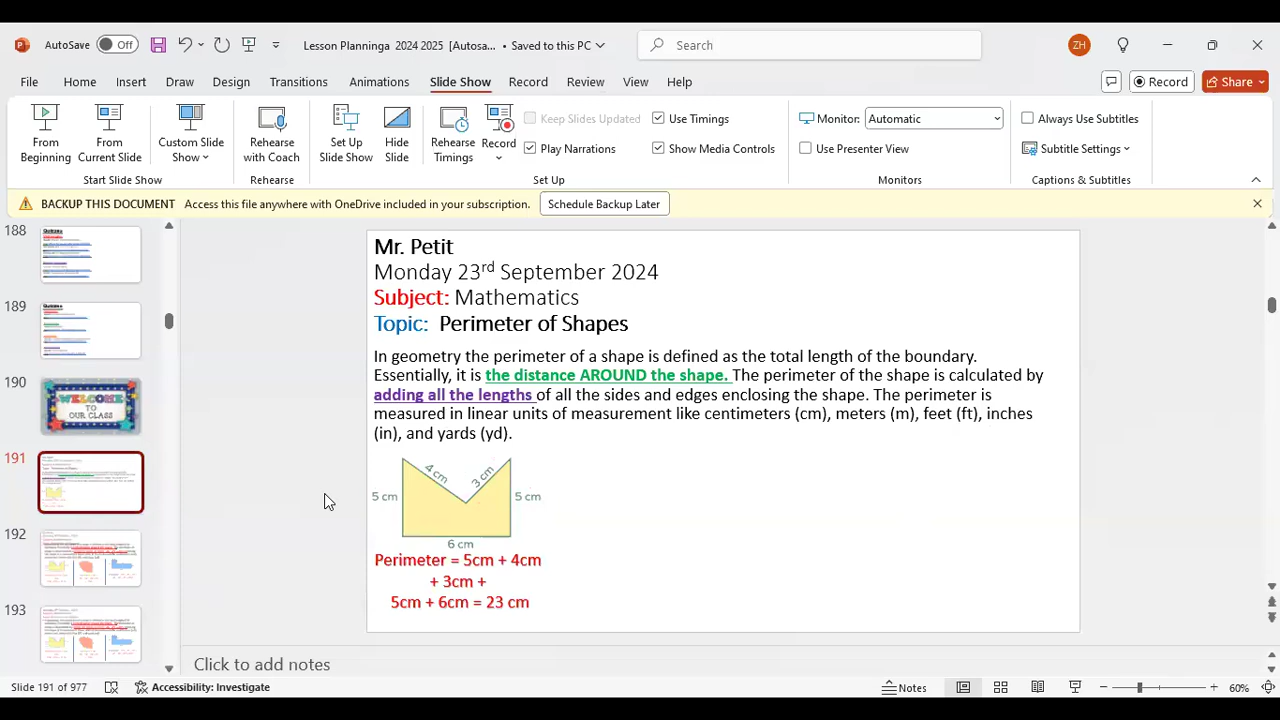 AutoSave Off Lesson Planninga 2024 2025 [Autosa... • Saved to this PC Search ZH
File Home Insert Draw Design Transitions Animations Slide Show Record Review View Help Record Share
From Beginning
From Current Slide
Custom Slide Show
Start Slide Show
Rehearse with Coach
Rehearse
Set Up Slide Show
Hide Slide
Rehearse Timings
Record
Keep Slides Updated
Play Narrations
Use Timings
Show Media Controls
Set Up
Monitor: Automatic
Use Presenter View
Monitors
Always Use Subtitles
Subtitle Settings
Captions & Subtitles
BACKUP THIS DOCUMENT Access this file anywhere with OneDrive included in your subscription. Schedule Backup Later
188
189
190
WELCOME
TO
OUR CLASS
191
192
193
Mr. Petit
Monday 23rd September 2024
Subject: Mathematics
Topic: Perimeter of Shapes
In geometry the perimeter of a shape is defined as the total length of the boundary.
Essentially, it is the distance AROUND the shape. The perimeter of the shape is calculated by
adding all the lengths of all the sides and edges enclosing the shape. The perimeter is
measured in linear units of measurement like centimeters (cm), meters (m), feet (ft), inches
(in), and yards (yd).
4 cm
3 cm
5 cm
5 cm
6 cm
Perimeter = 5cm + 4cm
+ 3cm +
5cm + 6cm = 23 cm
Click to add notes
Slide 191 of 977 Accessibility: Investigate Notes 60%